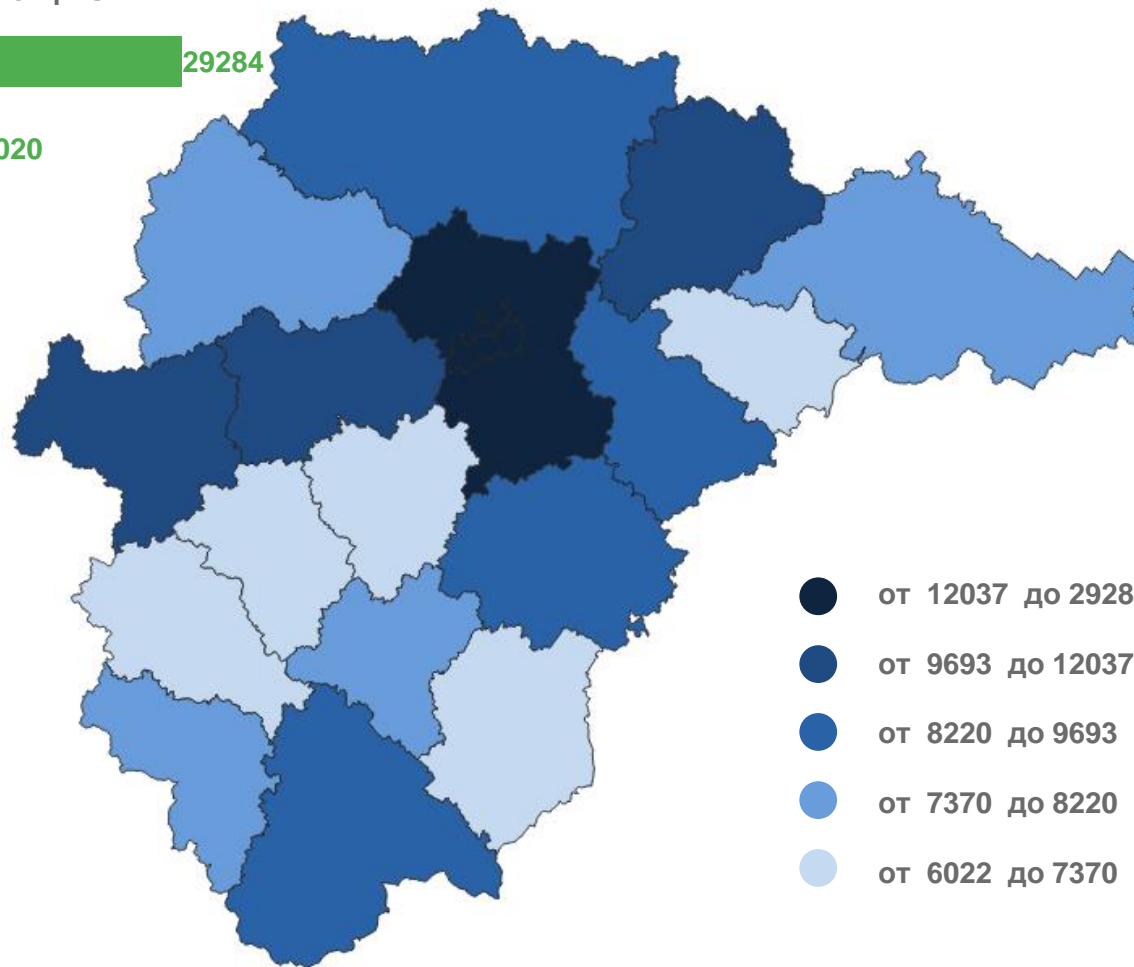 29284
020
от 12037 до 2928
от 9693 до 12037
от 8220 до 9693
от 7370 до 8220
от 6022 до 7370